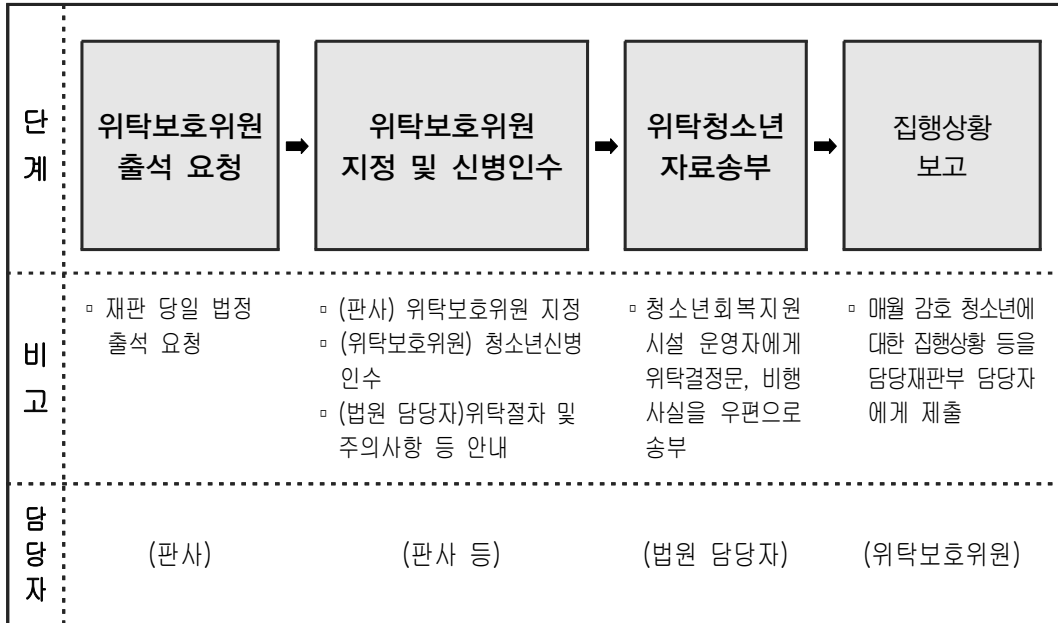 단
계
위탁보호위원
출석 요청
➡
위탁보호위원
지정 및 신병인수
➡
위탁청소년
자료송부
➡
집행상황
보고
비
고
▫ 재판 당일 법정
출석 요청
▫ (판사) 위탁보호위원 지정
▫ (위탁보호위원) 청소년신병
인수
▫ (법원 담당자)위탁절차 및
주의사항 등 안내
▫ 청소년회복지원
시설 운영자에게
위탁결정문, 비행
사실을 우편으로
송부
▫ 매월 감호 청소년에
대한 집행상황 등을
담당재판부 담당자
에게 제출
담
당
자
(판사)
(판사 등)
(법원 담당자)
(위탁보호위원)